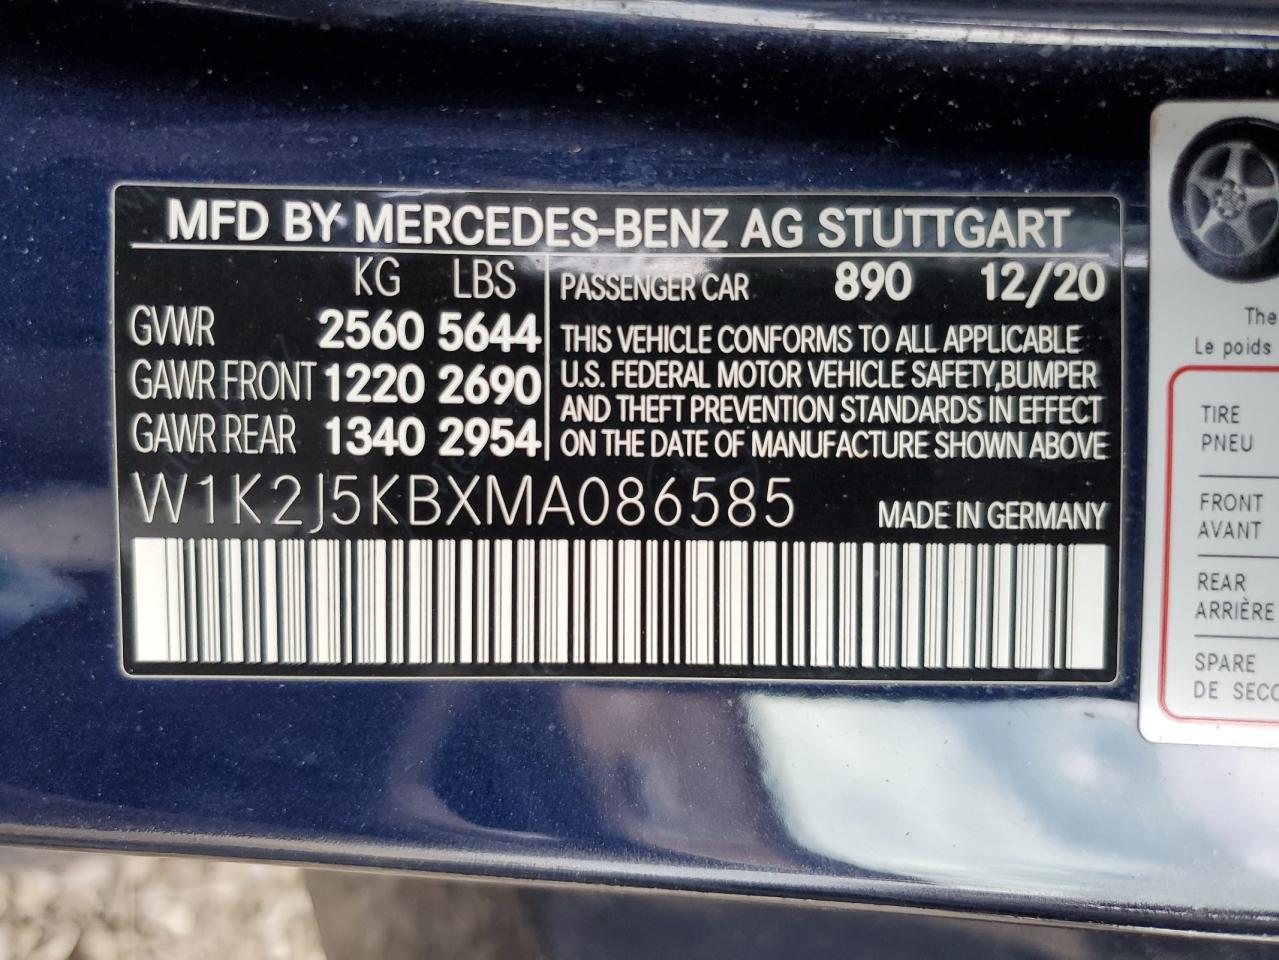 MFD BY MERCEDES-BENZ AG STUTTGART
KG LBS
GVWR 2560 5644
GAWR FRONT 1220 2690
GAWR REAR 1340 2954
PASSENGER CAR 890 12/20
THIS VEHICLE CONFORMS TO ALL APPLICABLE
U.S. FEDERAL MOTOR VEHICLE SAFETY,BUMPER
AND THEFT PREVENTION STANDARDS IN EFFECT
ON THE DATE OF MANUFACTURE SHOWN ABOVE
W1K2J5KBXMA086585
MADE IN GERMANY
The
Le poids
TIRE
PNEU
FRONT
AVANT
REAR
ARRIÈRE
SPARE
DE SECO